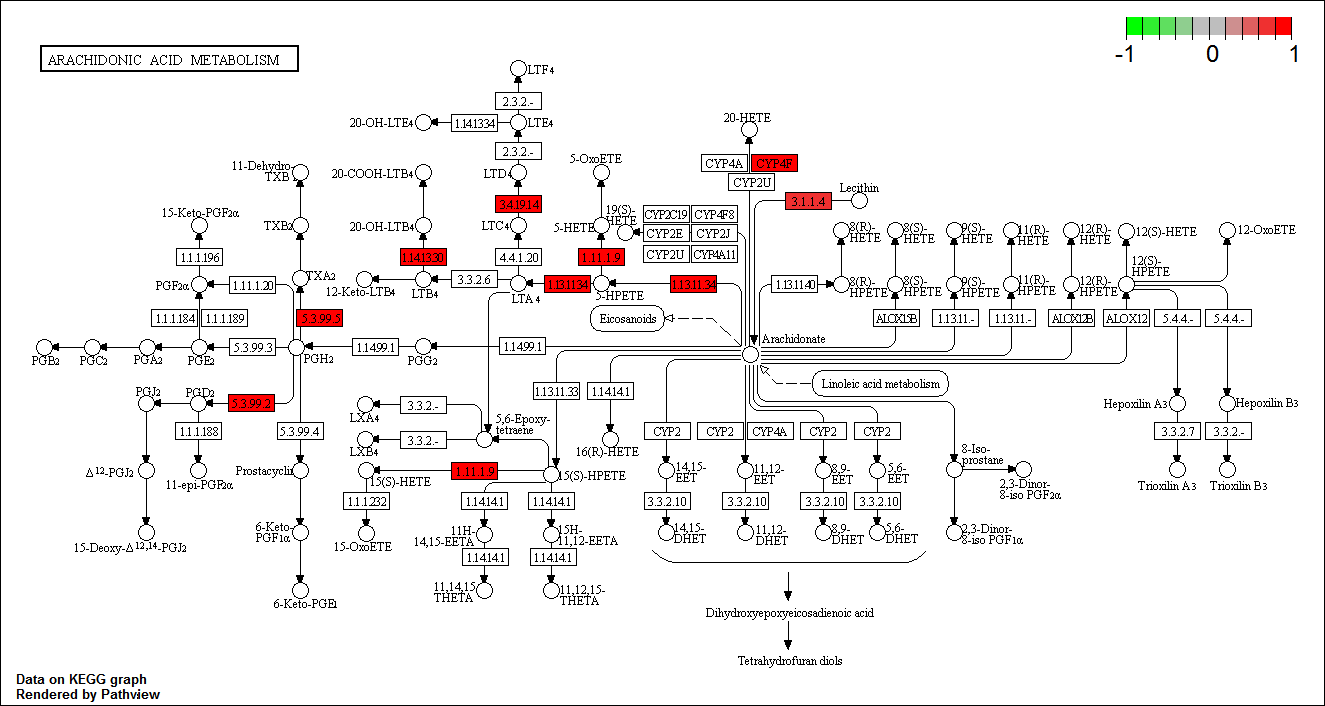 ARACHIDONIC ACID METABOLISM
-1 0 1
LTF4
2.3.2.-
20-OH-LTE4
1.14.13.34
LTE4
20-HETE
2.3.2.-
CYP4A
CYP4F
CYP2U
11-Dehydro-
TXB
20-COOH-LTB4
LTD4
5-OxoETE
Lecithin
3.1.1.4
3.4.19.14
15-Keto-PGF2α
TXB2
20-OH-LTB4
LTC4
5-HETE
19(S)-
HETE
CYP2C19
CYP4F8
CYP2E
CYP2J
CYP2U
CYP4A11
8(R)-
HETE
8(S)-
HETE
9(S)-
HETE
11(R)-
HETE
12(R)-
HETE
12(S)-HETE
12-OxoETE
1.1.1.196
1.14.13.30
4.4.1.20
1.11.1.9
PGF2α
1.1.1.20
TXA2
12-Keto-LTB4
LTB4
3.3.2.6
LTA4
1.13.11.34
5-HPETE
1.13.11.34
1.13.11.40
8(R)-
HPETE
8(S)-
HPETE
9(S)-
HPETE
11(R)-
HPETE
12(R)-
HPETE
12(S)-
HPETE
1.1.1.184
1.1.1.189
5.3.99.5
Eicosanoids
ALOX15B
1.13.11.-
1.13.11.-
ALOX12B
ALOX12
5.4.4.-
5.4.4.-
PGB2
PGC2
PGA2
PGE2
5.3.99.3
PGH2
1.14.99.1
PGG2
1.14.99.1
Arachidonate
PGJ2
PGD2
5.3.99.2
1.13.11.33
1.14.14.1
Linoleic acid metabolism
LXA4
3.3.2.-
5,6-Epoxy-
tetraene
Hepoxilin A3
Hepoxilin B3
1.1.1.188
5.3.99.4
LXB4
3.3.2.-
16(R)-HETE
CYP2
CYP2
CYP4A
CYP2
CYP2
3.3.2.7
3.3.2.-
Δ12-PGJ2
11-epi-PGF2α
Prostacyclin
15(S)-HETE
1.11.1.9
15(S)-HPETE
14,15-
EET
11,12-
EET
8,9-
EET
5,6-
EET
8-Iso-
prostane
2,3-Dinor-
8-iso PGF2α
Trioxilin A3
Trioxilin B3
1.1.1.232
1.14.14.1
1.14.14.1
3.3.2.10
3.3.2.10
3.3.2.10
3.3.2.10
15-Deoxy-Δ12,14-PGJ2
6-Keto-
PGF1α
15-OxoETE
11H-
14,15-EETA
15H-
11,12-EETA
14,15-
DHET
11,12-
DHET
8,9-
DHET
5,6-
DHET
2,3-Dinor-
8-iso PGF1α
1.14.14.1
1.14.14.1
6-Keto-PGE1
11,14,15-
THETA
11,12,15-
THETA
Dihydroxyepoxyeicosadienoic acid
Tetrahydrofuran diols
Data on KEGG graph
Rendered by Pathview